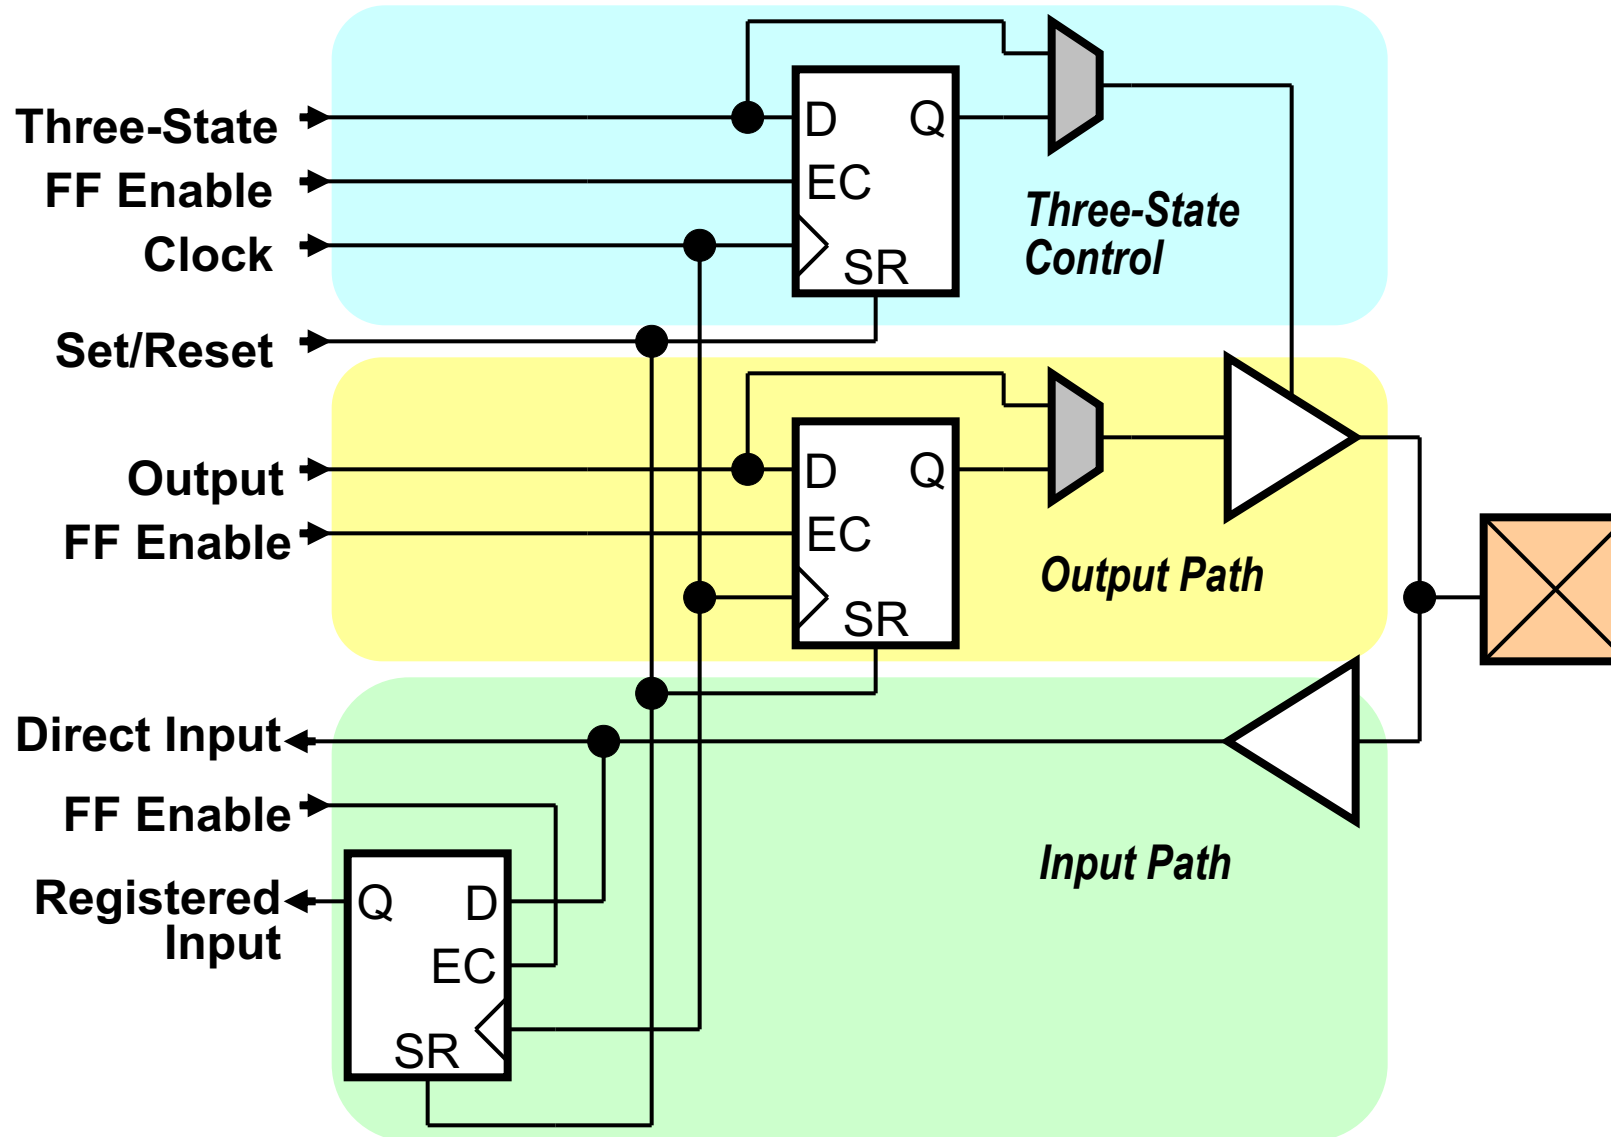 Three-State
FF Enable
Clock
Set/Reset
D
Q
EC
SR
Three-State
Control
Output
FF Enable
D
Q
EC
SR
Output Path
Direct Input
FF Enable
Registered
Input
Q
D
EC
SR
Input Path